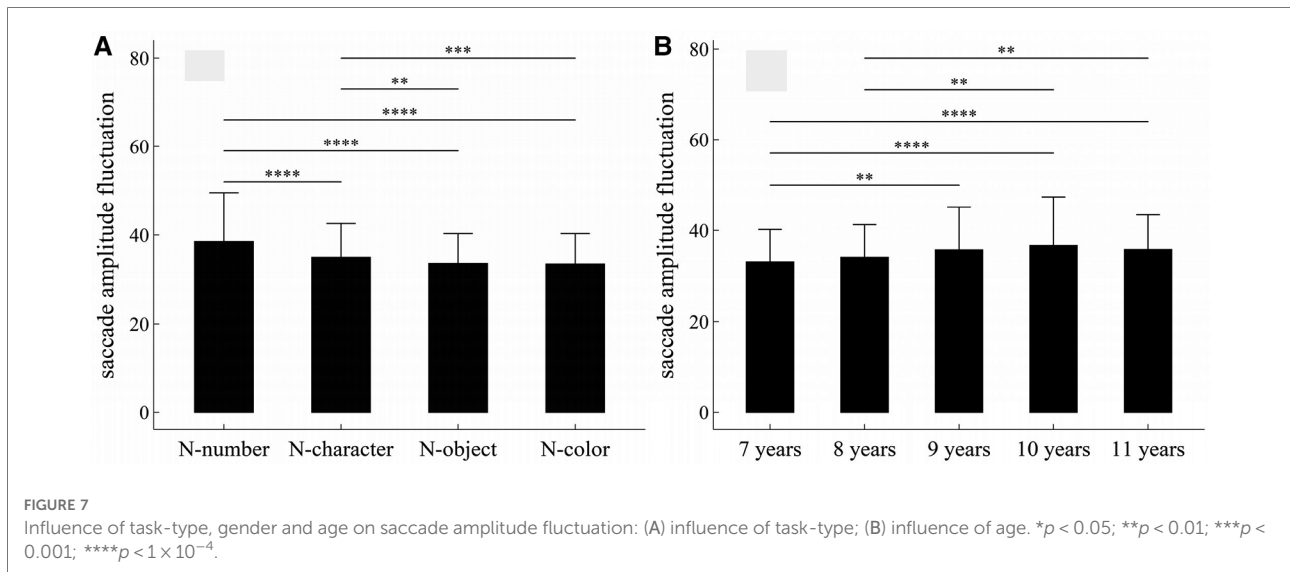 A
saccade amplitude fluctuation
80
60
40
20
0
***
**
****
****
****
N-number N-character N-object N-color
B
saccade amplitude fluctuation
80
60
40
20
0
**
**
****
****
**
7 years 8 years 9 years 10 years 11 years
FIGURE 7
Influence of task-type, gender and age on saccade amplitude fluctuation: (A) influence of task-type; (B) influence of age. *p < 0.05; **p < 0.01; ***p <
0.001; ****p < 1 × 10⁻⁴.